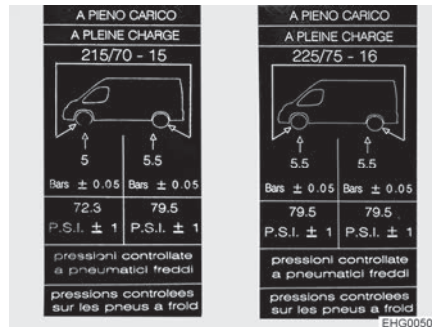 A PIENO CARICO
A PLEINE CHARGE
215/70 - 15
5 5.5
Bars ± 0.05 Bars ± 0.05
72.3 79.5
P.S.I. ± 1 P.S.I. ± 1
pressioni controllate
a pneumatici freddi
pressions controlees
sur les pneus a froid
A PIENO CARICO
A PLEINE CHARGE
225/75 - 16
5.5 5.5
Bars ± 0.05 Bars ± 0.05
79.5 79.5
P.S.I. ± 1 P.S.I. ± 1
pressioni controllate
a pneumatici freddi
pressions controlees
sur les pneus a froid
EHG0050